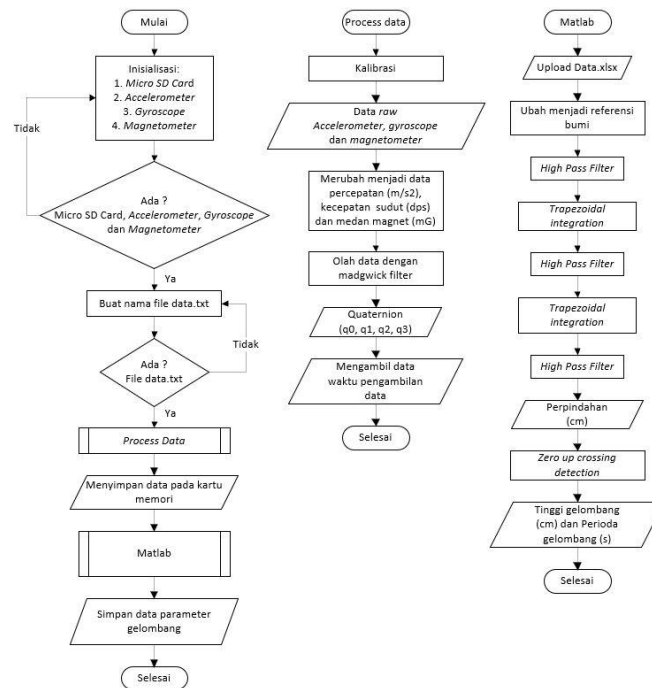 Mulai
Inisialisasi:
1. Micro SD Card
2. Accelerometer
3. Gyroscope
4. Magnetometer
Tidak
Ada ?
Micro SD Card, Accelerometer, Gyroscope
dan Magnetometer
Ya
Buat nama file data.txt
Tidak
Ada ?
File data.txt
Ya
Process Data
Menyimpan data pada kartu
memori
Matlab
Simpan data parameter
gelombang
Selesai
Process data
Kalibrasi
Data raw
Accelerometer, gyroscope
dan magnetometer
Merubah menjadi data
percepatan (m/s2),
kecepatan sudut (dps)
dan medan magnet (mG)
Olah data dengan
madgwick filter
Quaternion
(q0, q1, q2, q3)
Mengambil data
waktu pengambilan
data
Selesai
Matlab
Upload Data.xlsx
Ubah menjadi referensi
bumi
High Pass Filter
Trapezoidal
integration
High Pass Filter
Trapezoidal
integration
High Pass Filter
Perpindahan
(cm)
Zero up crossing
detection
Tinggi gelombang
(cm) dan Perioda
gelombang (s)
Selesai